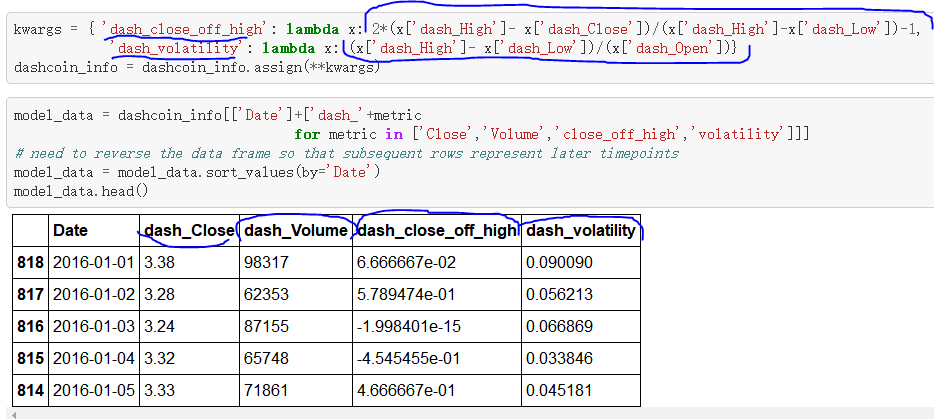 kwargs = { 'dash_close_off_high': lambda x: 2*(x['dash_High']- x['dash_Close'])/(x['dash_High']-x['dash_Low'])-1,
'dash_volatility': lambda x: (x['dash_High']- x['dash_Low'])/(x['dash_Open'])}
dashcoin_info = dashcoin_info.assign(**kwargs)
model_data = dashcoin_info[['Date']+['dash_'+metric
for metric in ['Close','Volume','close_off_high','volatility']]]
# need to reverse the data frame so that subsequent rows represent later timepoints
model_data = model_data.sort_values(by='Date')
model_data.head()
Date dash_Close dash_Volume dash_close_off_high dash_volatility
818 2016-01-01 3.38 98317 6.666667e-02 0.090090
817 2016-01-02 3.28 62353 5.789474e-01 0.056213
816 2016-01-03 3.24 87155 -1.998401e-15 0.066869
815 2016-01-04 3.32 65748 -4.545455e-01 0.033846
814 2016-01-05 3.33 71861 4.666667e-01 0.045181